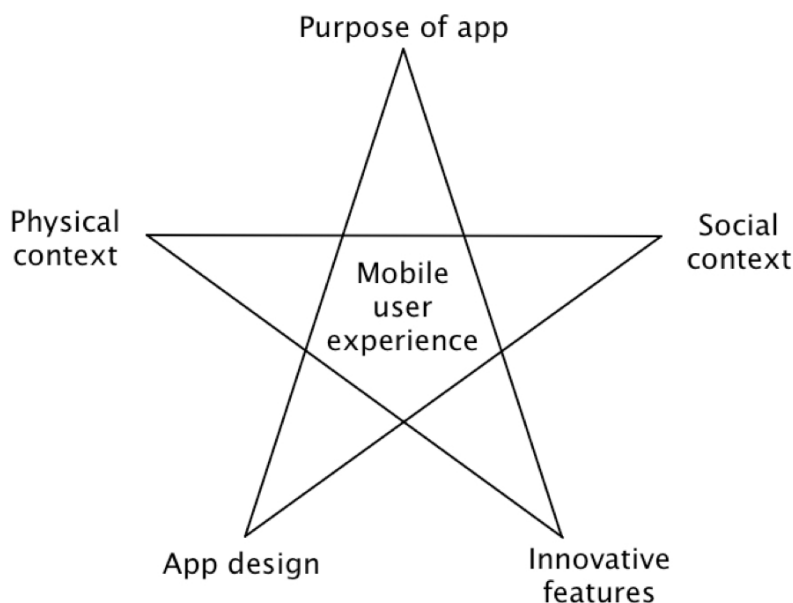 Purpose of app
Physical
context
Social
context
Mobile
user
experience
App design
Innovative
features